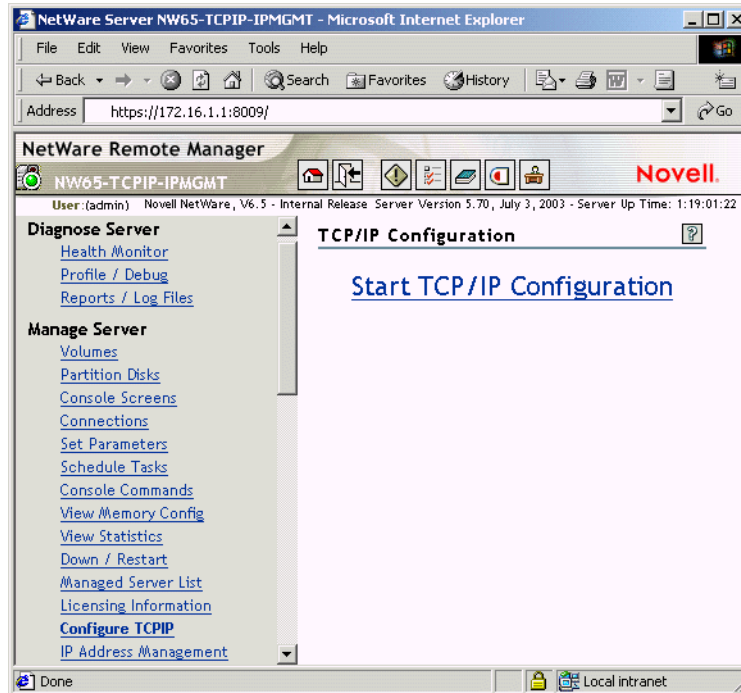 NetWare Server NW65-TCPIP-IPMGMT - Microsoft Internet Explorer
File Edit View Favorites Tools Help
Back Search Favorites History
Address https://172.16.1.1:8009/ Go
NetWare Remote Manager
NW65-TCPIP-IPMGMT
Novell.
User:(admin) Novell NetWare, V6.5 - Internal Release Server Version 5.70, July 3, 2003 - Server Up Time: 1:19:01:22
Diagnose Server
Health Monitor
Profile / Debug
Reports / Log Files
Manage Server
Volumes
Partition Disks
Console Screens
Connections
Set Parameters
Schedule Tasks
Console Commands
View Memory Config
View Statistics
Down / Restart
Managed Server List
Licensing Information
Configure TCPIP
IP Address Management
TCP/IP Configuration
Start TCP/IP Configuration
Done Local intranet